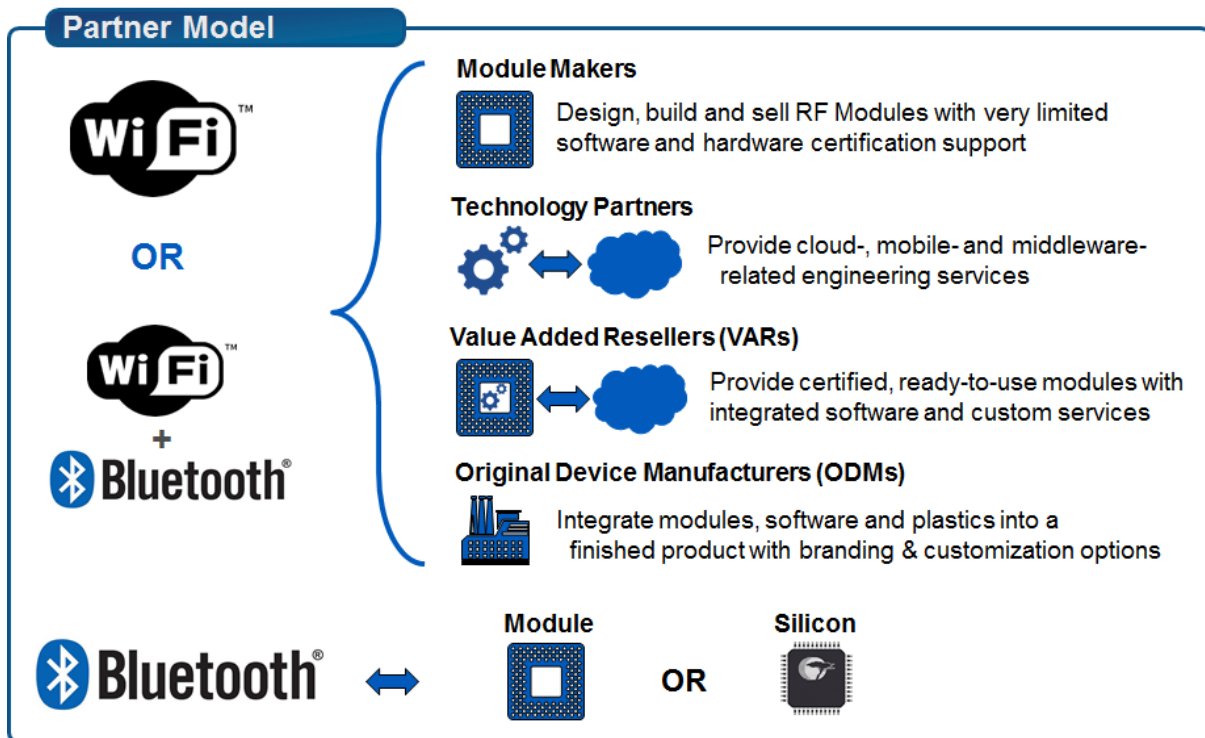 Partner Model
WiFi™
OR
WiFi™
+
Bluetooth®
Module Makers
Design, build and sell RF Modules with very limited
software and hardware certification support
Technology Partners
Provide cloud-, mobile- and middleware-
related engineering services
Value Added Resellers (VARs)
Provide certified, ready-to-use modules with
integrated software and custom services
Original Device Manufacturers (ODMs)
Integrate modules, software and plastics into a
finished product with branding & customization options
Bluetooth®
Module
OR
Silicon